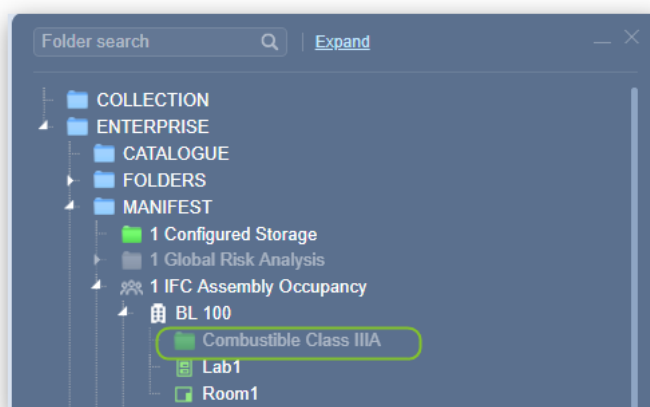 Folder search Expand
COLLECTION
ENTERPRISE
CATALOGUE
FOLDERS
MANIFEST
1 Configured Storage
1 Global Risk Analysis
1 IFC Assembly Occupancy
BL 100
Combustible Class IIIA
Lab1
Room1